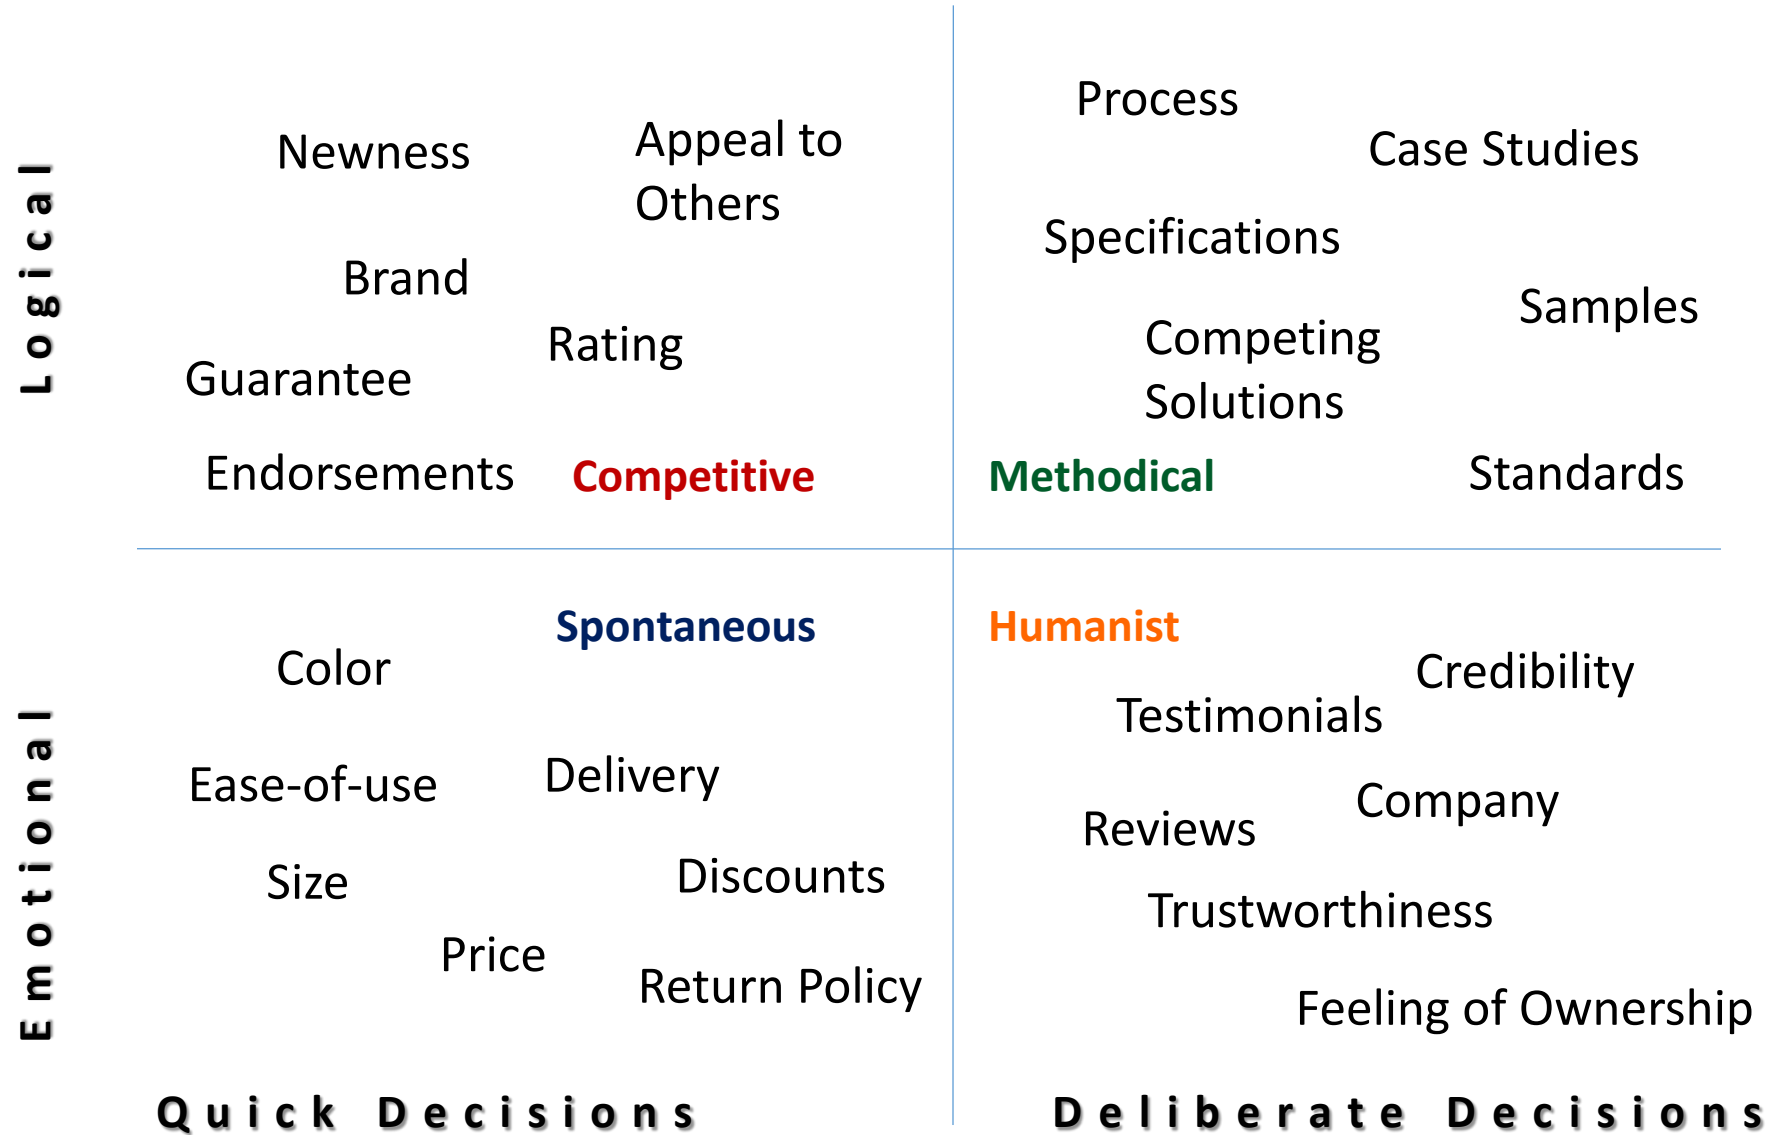 Logical
Newness
Appeal to
Others
Brand
Rating
Guarantee
Endorsements
Competitive
Process
Case Studies
Specifications
Samples
Competing
Solutions
Methodical
Standards
Emotional
Spontaneous
Color
Ease-of-use
Delivery
Size
Discounts
Price
Return Policy
Humanist
Credibility
Testimonials
Company
Reviews
Trustworthiness
Feeling of Ownership
Quick Decisions
Deliberate Decisions